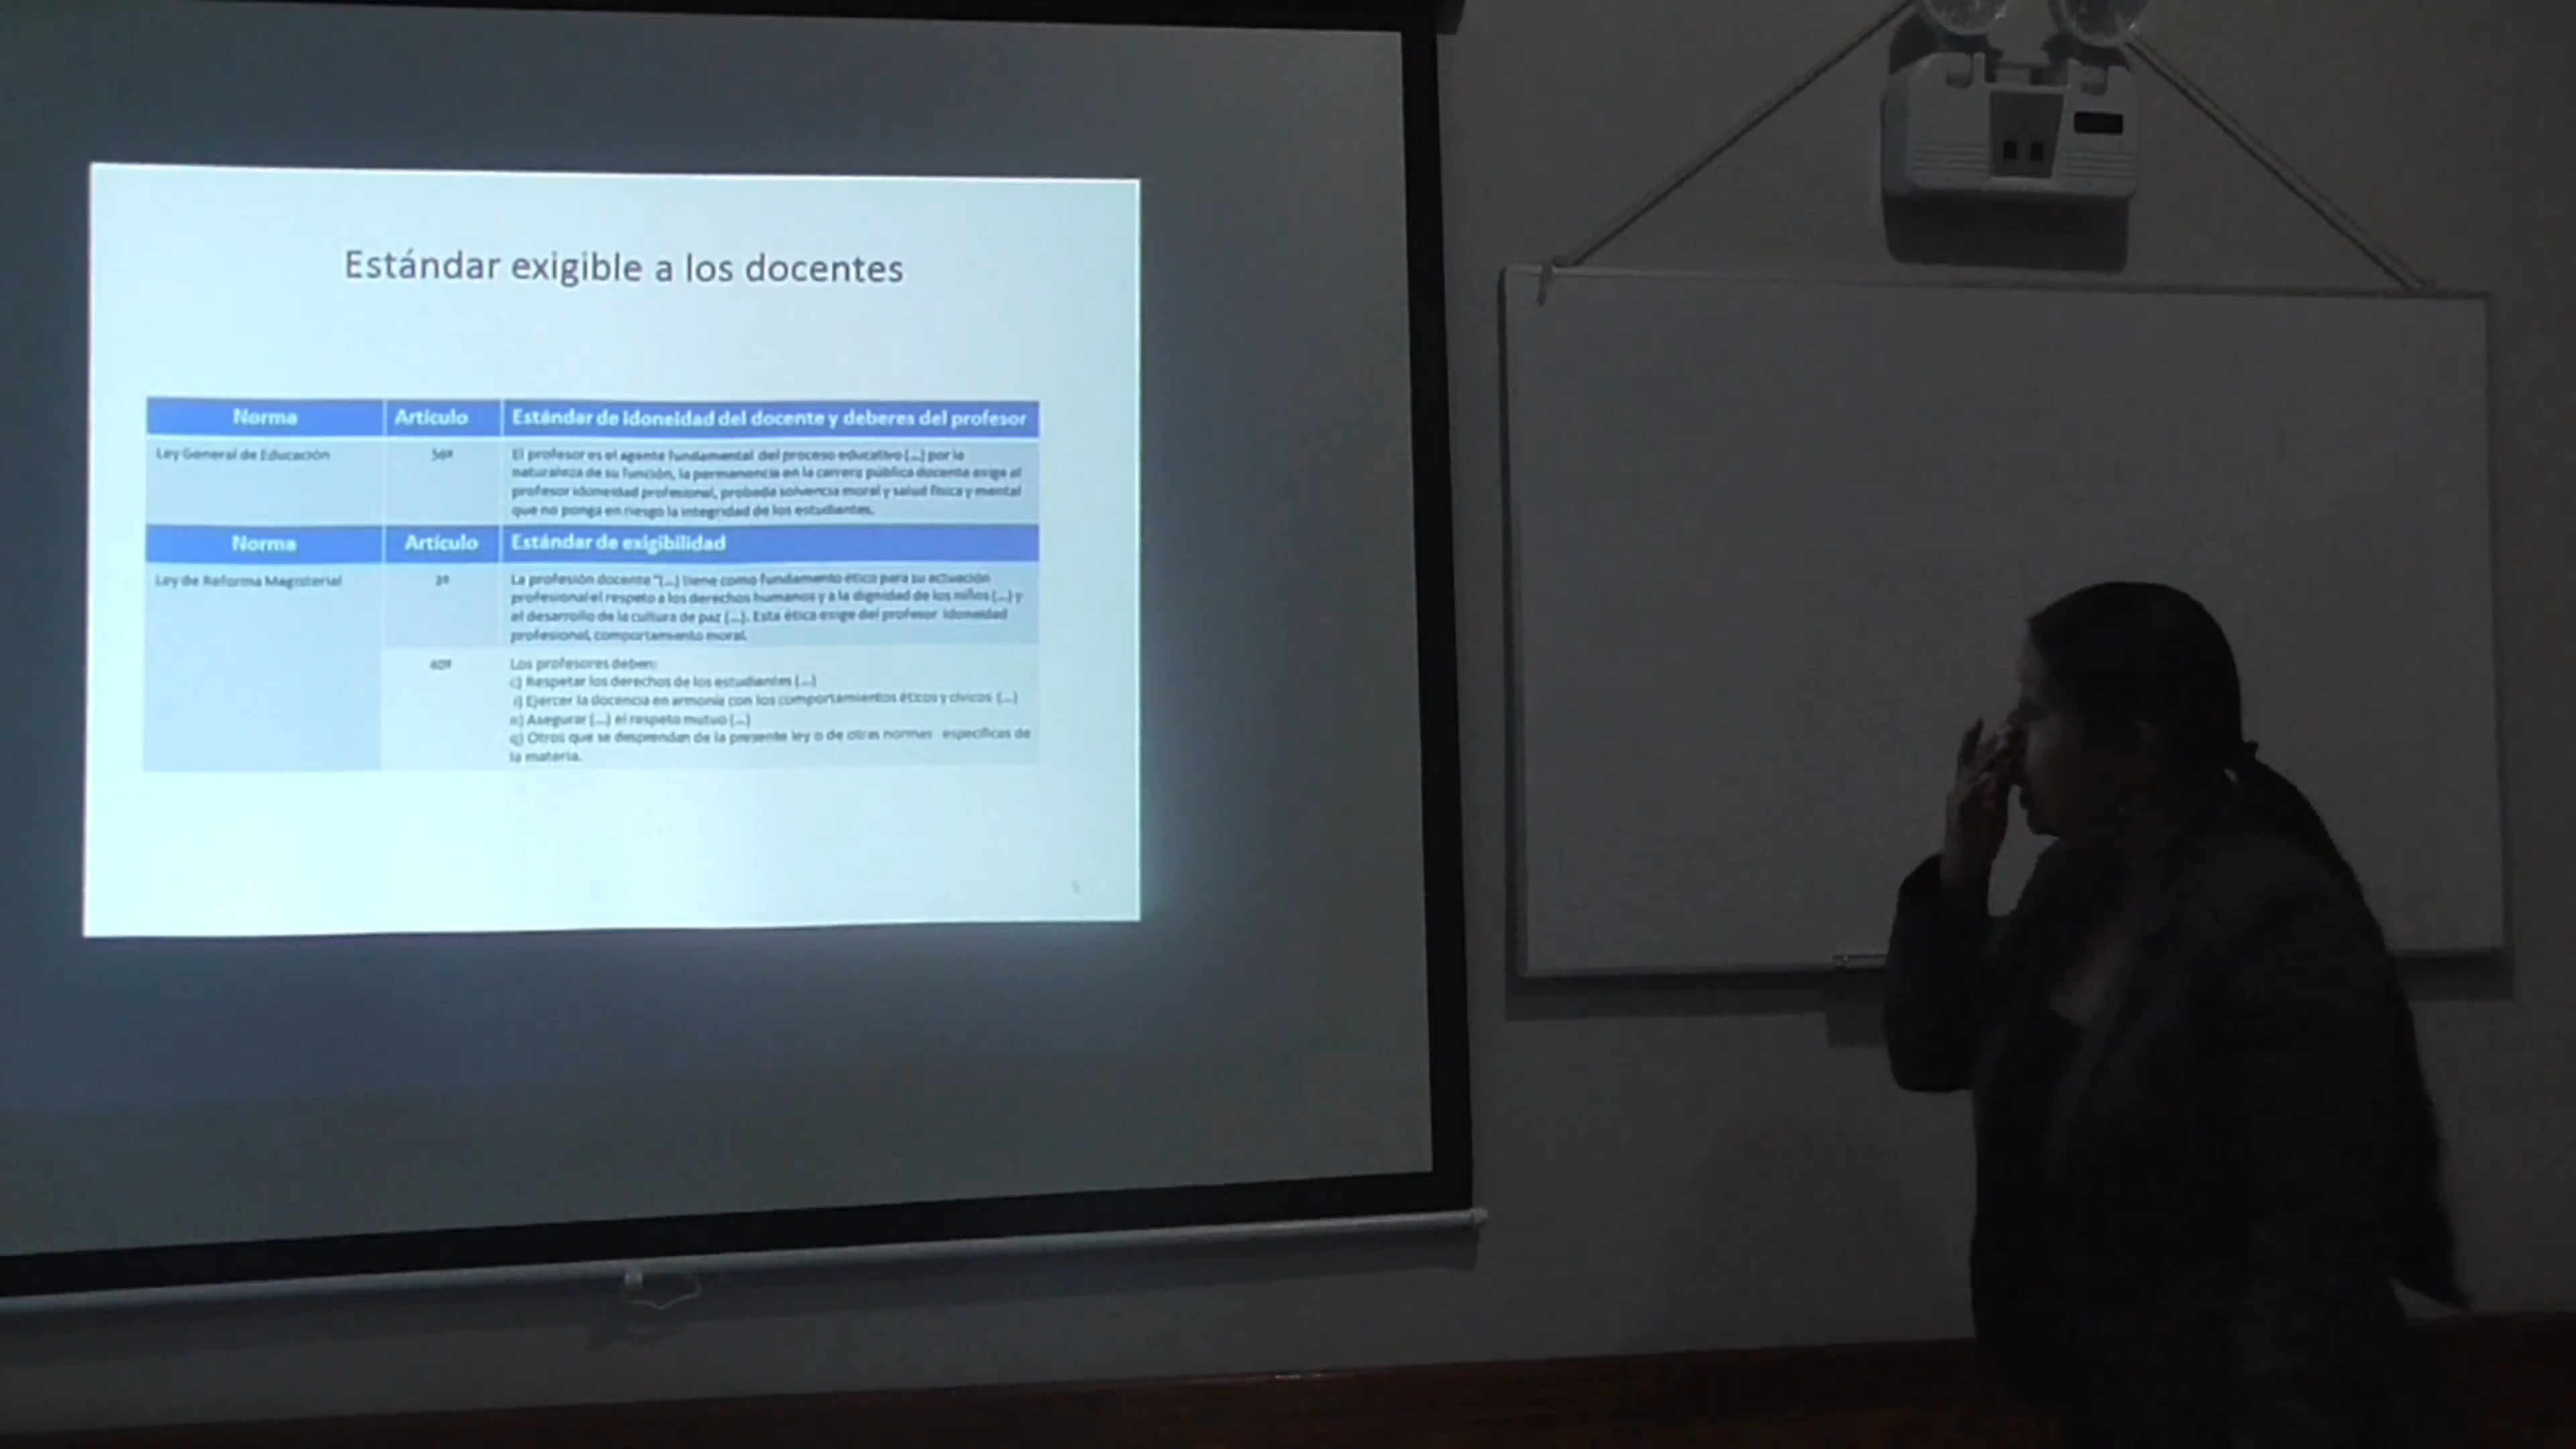 Estándar exigible a los docentes
Norma Artículo Estándar de idoneidad del docente y deberes del profesor
Ley General de Educación 56º El profesor es el agente fundamental del proceso educativo (...) por la
naturaleza de su función, la permanencia en la carrera pública docente exige al
profesor idoneidad profesional, probada solvencia moral y salud física y mental
que no ponga en riesgo la integridad de los estudiantes.
Norma Artículo Estándar de exigibilidad
Ley de Reforma Magisterial 3º La profesión docente "(...) tiene como fundamento ético para su actuación
profesional el respeto a los derechos humanos y a la dignidad de los niños (...) y
el desarrollo de la cultura de paz (...). Esta ética exige del profesor idoneidad
profesional, comportamiento moral.
40º Los profesores deben:
c) Respetar los derechos de los estudiantes (...)
i) Ejercer la docencia en armonía con los comportamientos éticos y cívicos (...)
n) Asegurar (...) el respeto mutuo (...)
q) Otros que se desprendan de la presente ley o de otras normas específicas de
la materia.